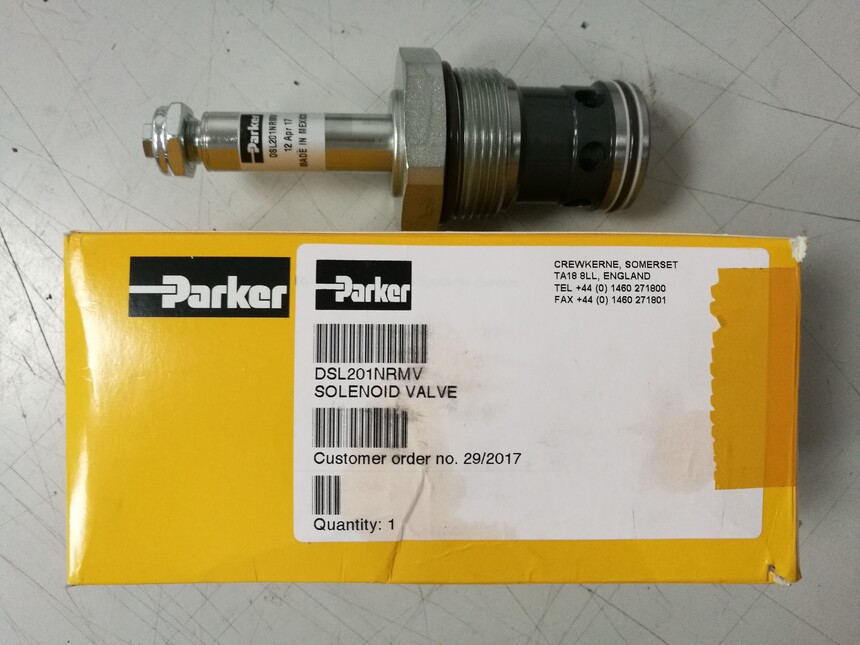 Parker
DSL201NRMV
12 Apr 17
MADE IN MEXICO
Parker
Parker
CREWKERNE, SOMERSET
TA18 8LL, ENGLAND
TEL +44 (0) 1460 271800
FAX +44 (0) 1460 271801
DSL201NRMV
SOLENOID VALVE
Customer order no. 29/2017
Quantity: 1